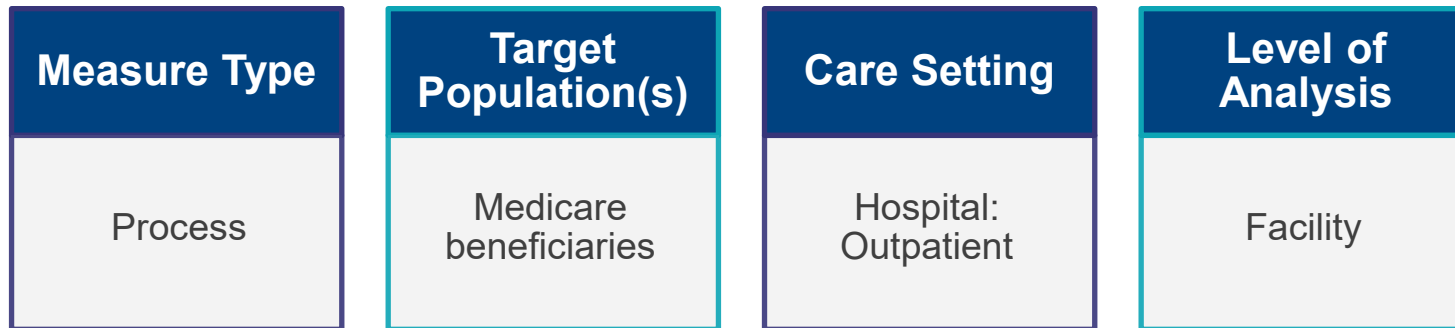 Measure Type
Process
Target
Population(s)
Medicare
beneficiaries
Care Setting
Hospital:
Outpatient
Level of
Analysis
Facility